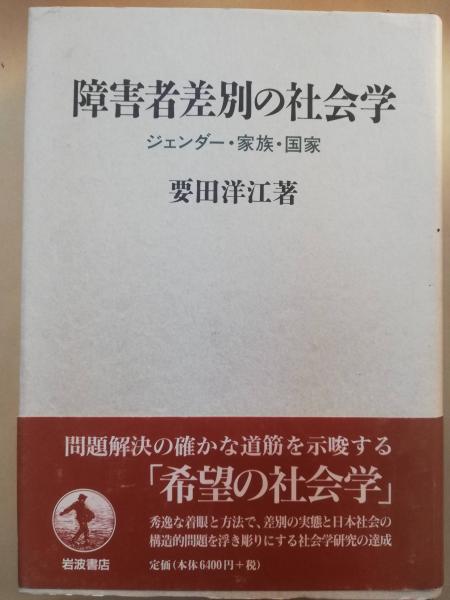 障害者差別の社会学
ジェンダー・家族・国家
要田洋江著
問題解決の確かな道筋を示唆する
「希望の社会学」
秀逸な着眼と方法で、差別の実態と日本社会の
構造的問題を浮き彫りにする社会学研究の達成
岩波書店
定価(本体6400円+税)